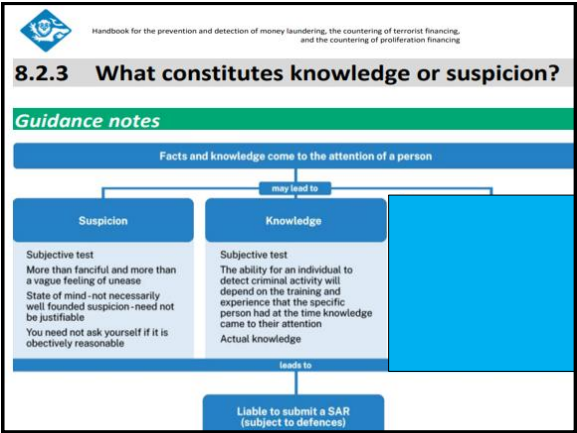 Handbook for the prevention and detection of money laundering, the countering of terrorist financing,
and the countering of proliferation financing
8.2.3 What constitutes knowledge or suspicion?
Guidance notes
Facts and knowledge come to the attention of a person
may lead to
Suspicion
Subjective test
More than fanciful and more than
a vague feeling of unease
State of mind - not necessarily
well founded suspicion - need not
be justifiable
You need not ask yourself if it is
obectively reasonable
Knowledge
Subjective test
The ability for an individual to
detect criminal activity will
depend on the training and
experience that the specific
person had at the time knowledge
came to their attention
Actual knowledge
leads to
Liable to submit a SAR
(subject to defences)